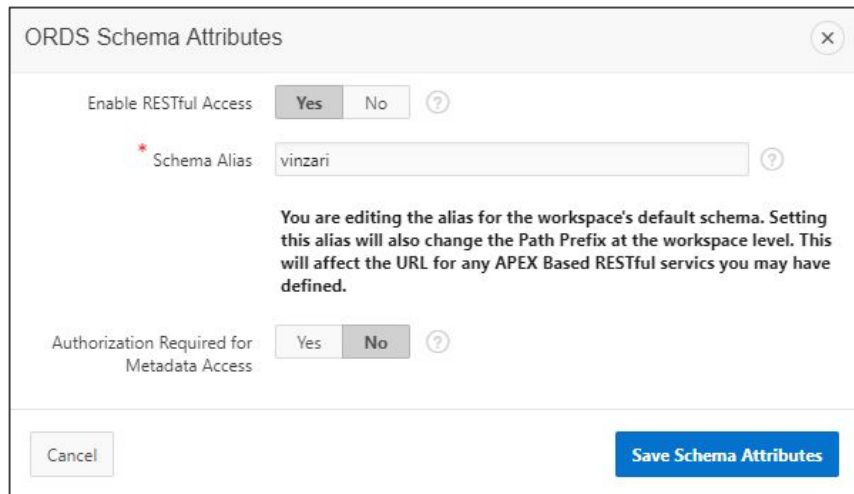 ORDS Schema Attributes
Enable RESTful Access Yes No ?
* Schema Alias vinzari ?
You are editing the alias for the workspace's default schema. Setting
this alias will also change the Path Prefix at the workspace level. This
will affect the URL for any APEX Based RESTful servics you may have
defined.
Authorization Required for Yes No ?
Metadata Access
Cancel Save Schema Attributes